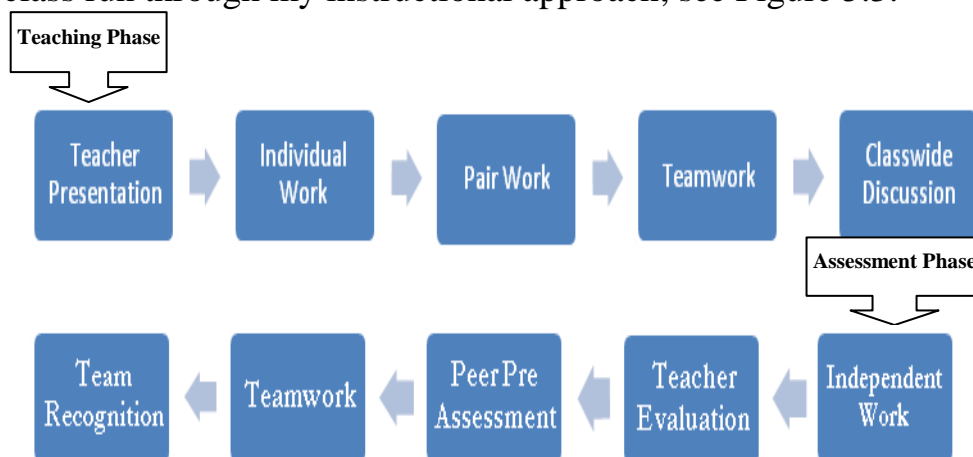 class run through my instructional approach, see Figure 3.3.
Teaching Phase
Teacher
Presentation
Individual
Work
Pair Work
Teamwork
Classwide
Discussion
Assessment Phase
Independent
Work
Teacher
Evaluation
Peer Pre
Assessment
Teamwork
Team
Recognition